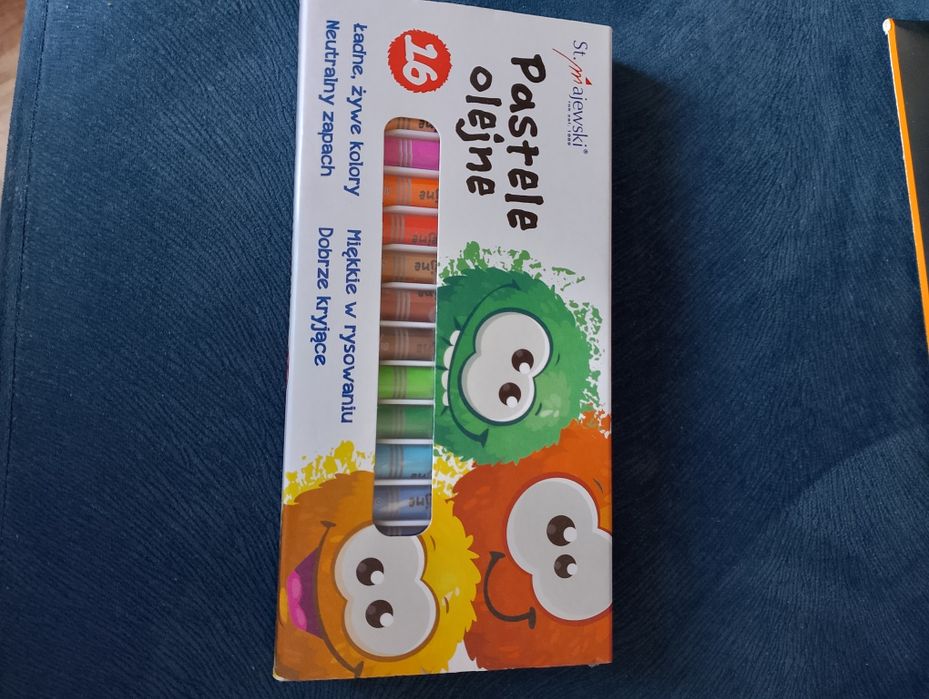 St. Majewski®
Pastele
olejne
16
Ładne, żywe kolory
Neutralny zapach
Miękkie w rysowaniu
Dobrze kryjące